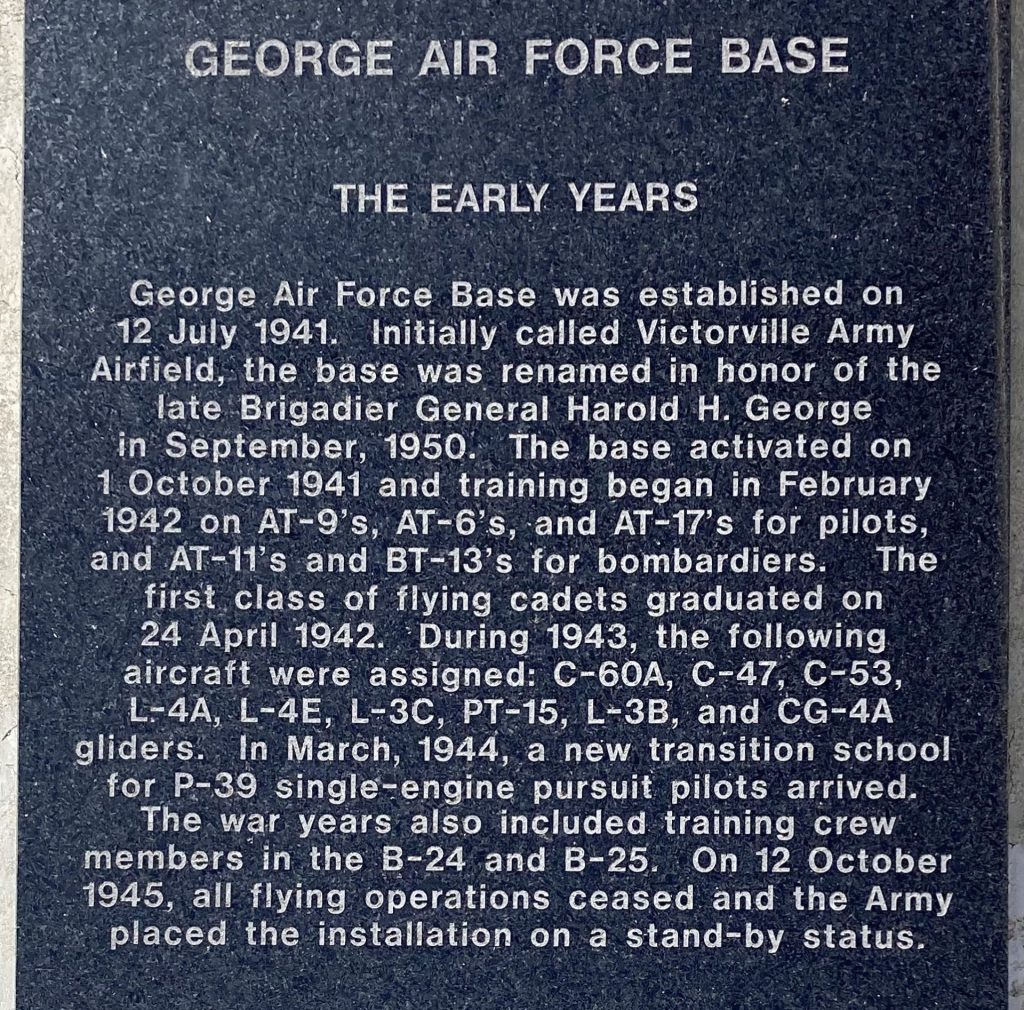 GEORGE AIR FORCE BASE
THE EARLY YEARS
George Air Force Base was established on
12 July 1941. Initially called Victorville Army
Airfield, the base was renamed in honor of the
late Brigadier General Harold H. George
in September, 1950. The base activated on
1 October 1941 and training began in February
1942 on AT-9's, AT-6's, and AT-17's for pilots,
and AT-11's and BT-13's for bombardiers. The
first class of flying cadets graduated on
24 April 1942. During 1943, the following
aircraft were assigned: C-60A, C-47, C-53,
L-4A, L-4E, L-3C, PT-15, L-3B, and CG-4A
gliders. In March, 1944, a new transition school
for P-39 single-engine pursuit pilots arrived.
The war years also included training crew
members in the B-24 and B-25. On 12 October
1945, all flying operations ceased and the Army
placed the installation on a stand-by status.